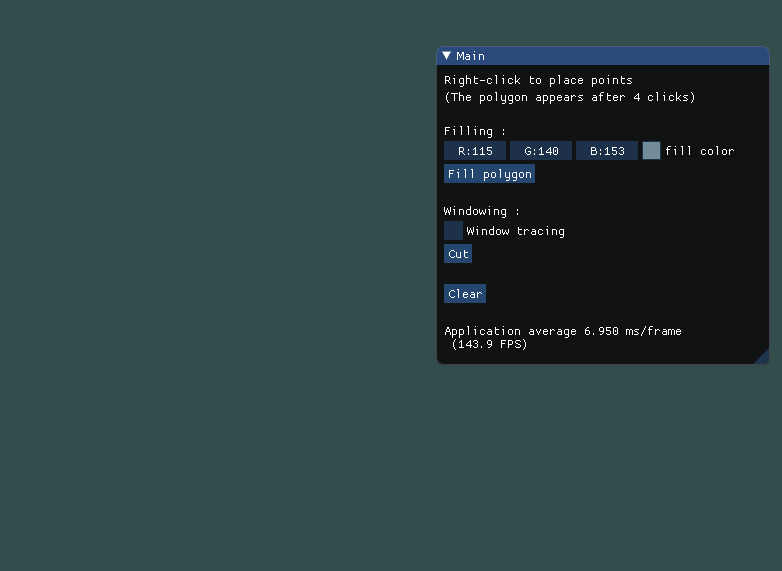 Main
Right-click to place points
(The polygon appears after 4 clicks)
Filling :
R:115 G:140 B:153 fill color
Fill polygon
Windowing :
Window tracing
Cut
Clear
Application average 6.950 ms/frame
(143.9 FPS)